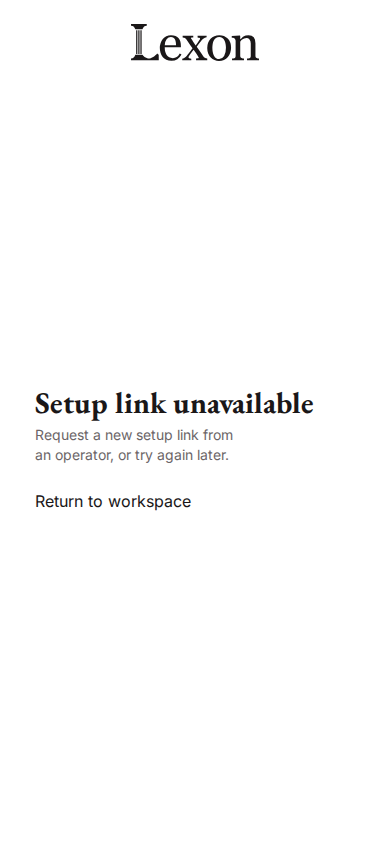 Lexon
Setup link unavailable
Request a new setup link from
an operator, or try again later.
Return to workspace